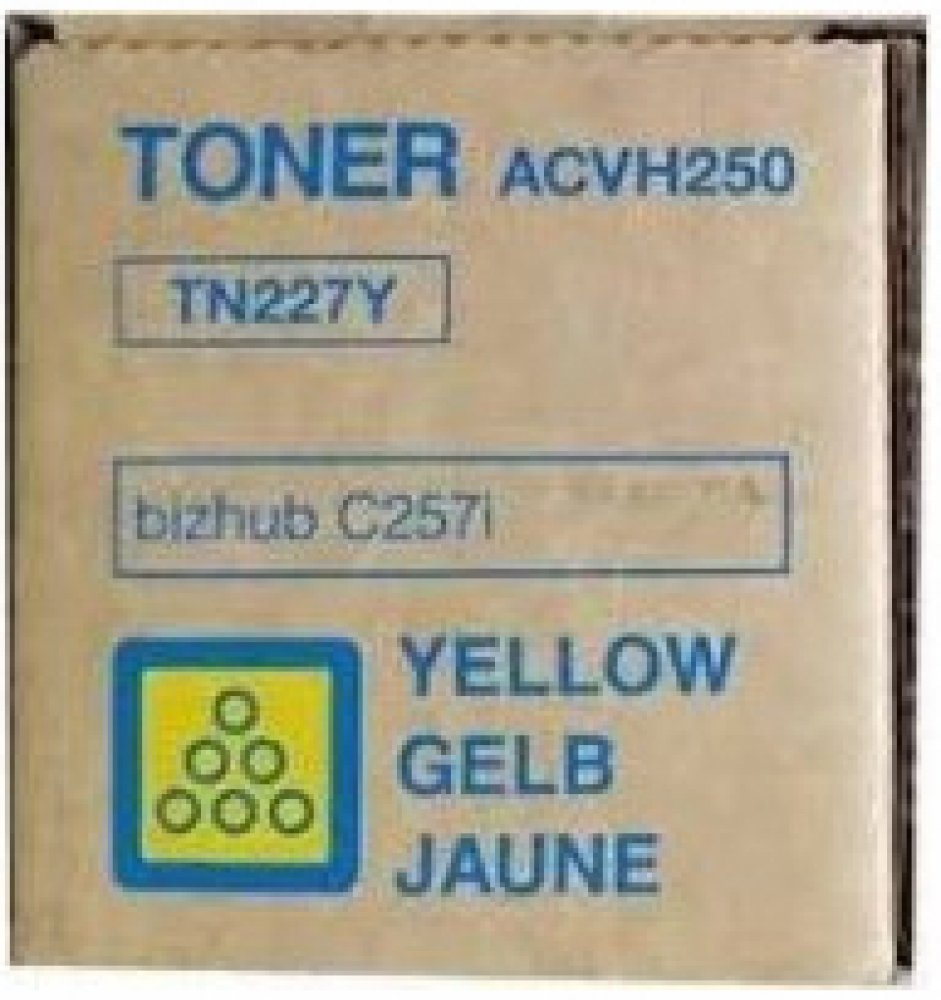 TONER ACVH250
TN227Y
bizhub C257i
YELLOW
GELB
JAUNE